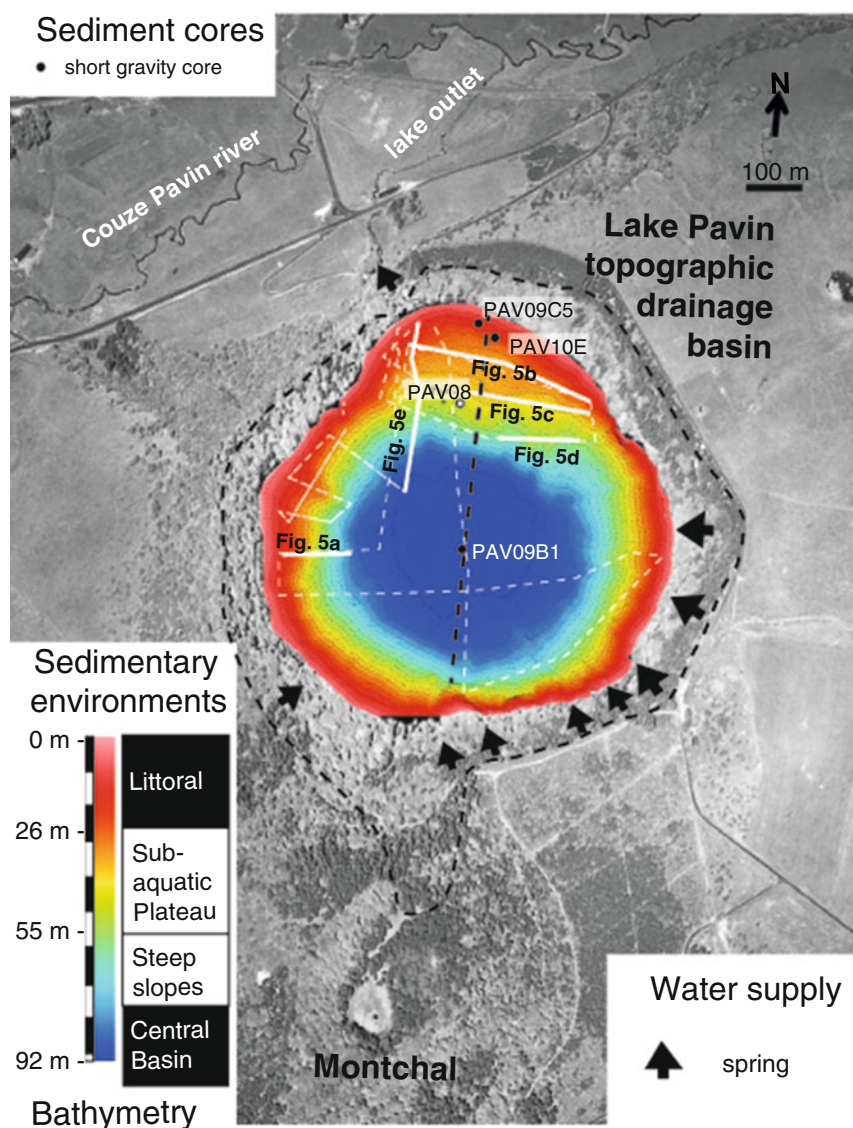 Sediment cores
short gravity core
lake outlet
Couze Pavin river
N
100 m
Lake Pavin
topographic
drainage
basin
PAV09C5
PAV10E
Fig. 5b
PAV08
Fig. 5c
Fig. 5e
Fig. 5d
Fig. 5a
PAV09B1
Sedimentary
environments
0 m
Littoral
26 m
Sub-
aquatic
Plateau
55 m
Steep
slopes
Central
Basin
92 m
Bathymetry
Montchal
Water supply
spring